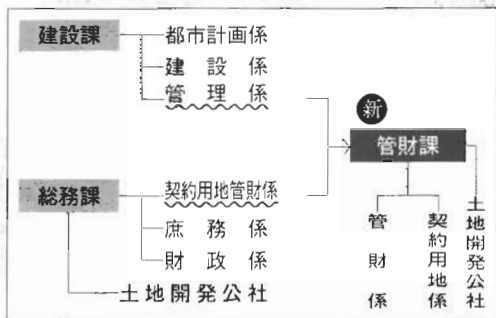 建設課
都市計画係
建設係
管理係
総務課
契約用地管財係
庶務係
財政係
土地開発公社
新
管財課
管財係
契約用地係
土地開発公社